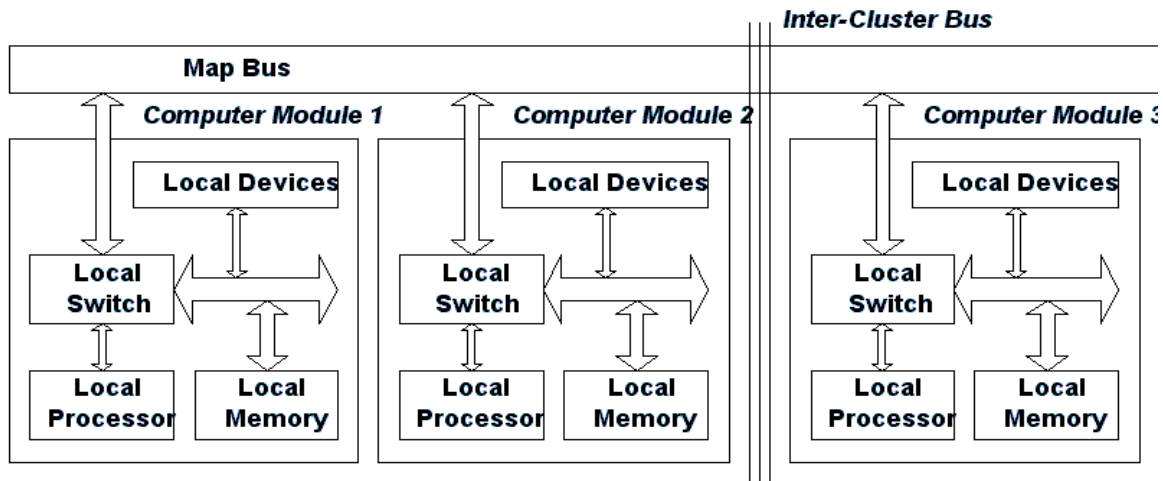 Inter-Cluster Bus
Map Bus
Computer Module 1
Computer Module 2
Computer Module 3
Local Devices
Local
Switch
Local
Processor
Local
Memory
Local Devices
Local
Switch
Local
Processor
Local
Memory
Local Devices
Local
Switch
Local
Processor
Local
Memory